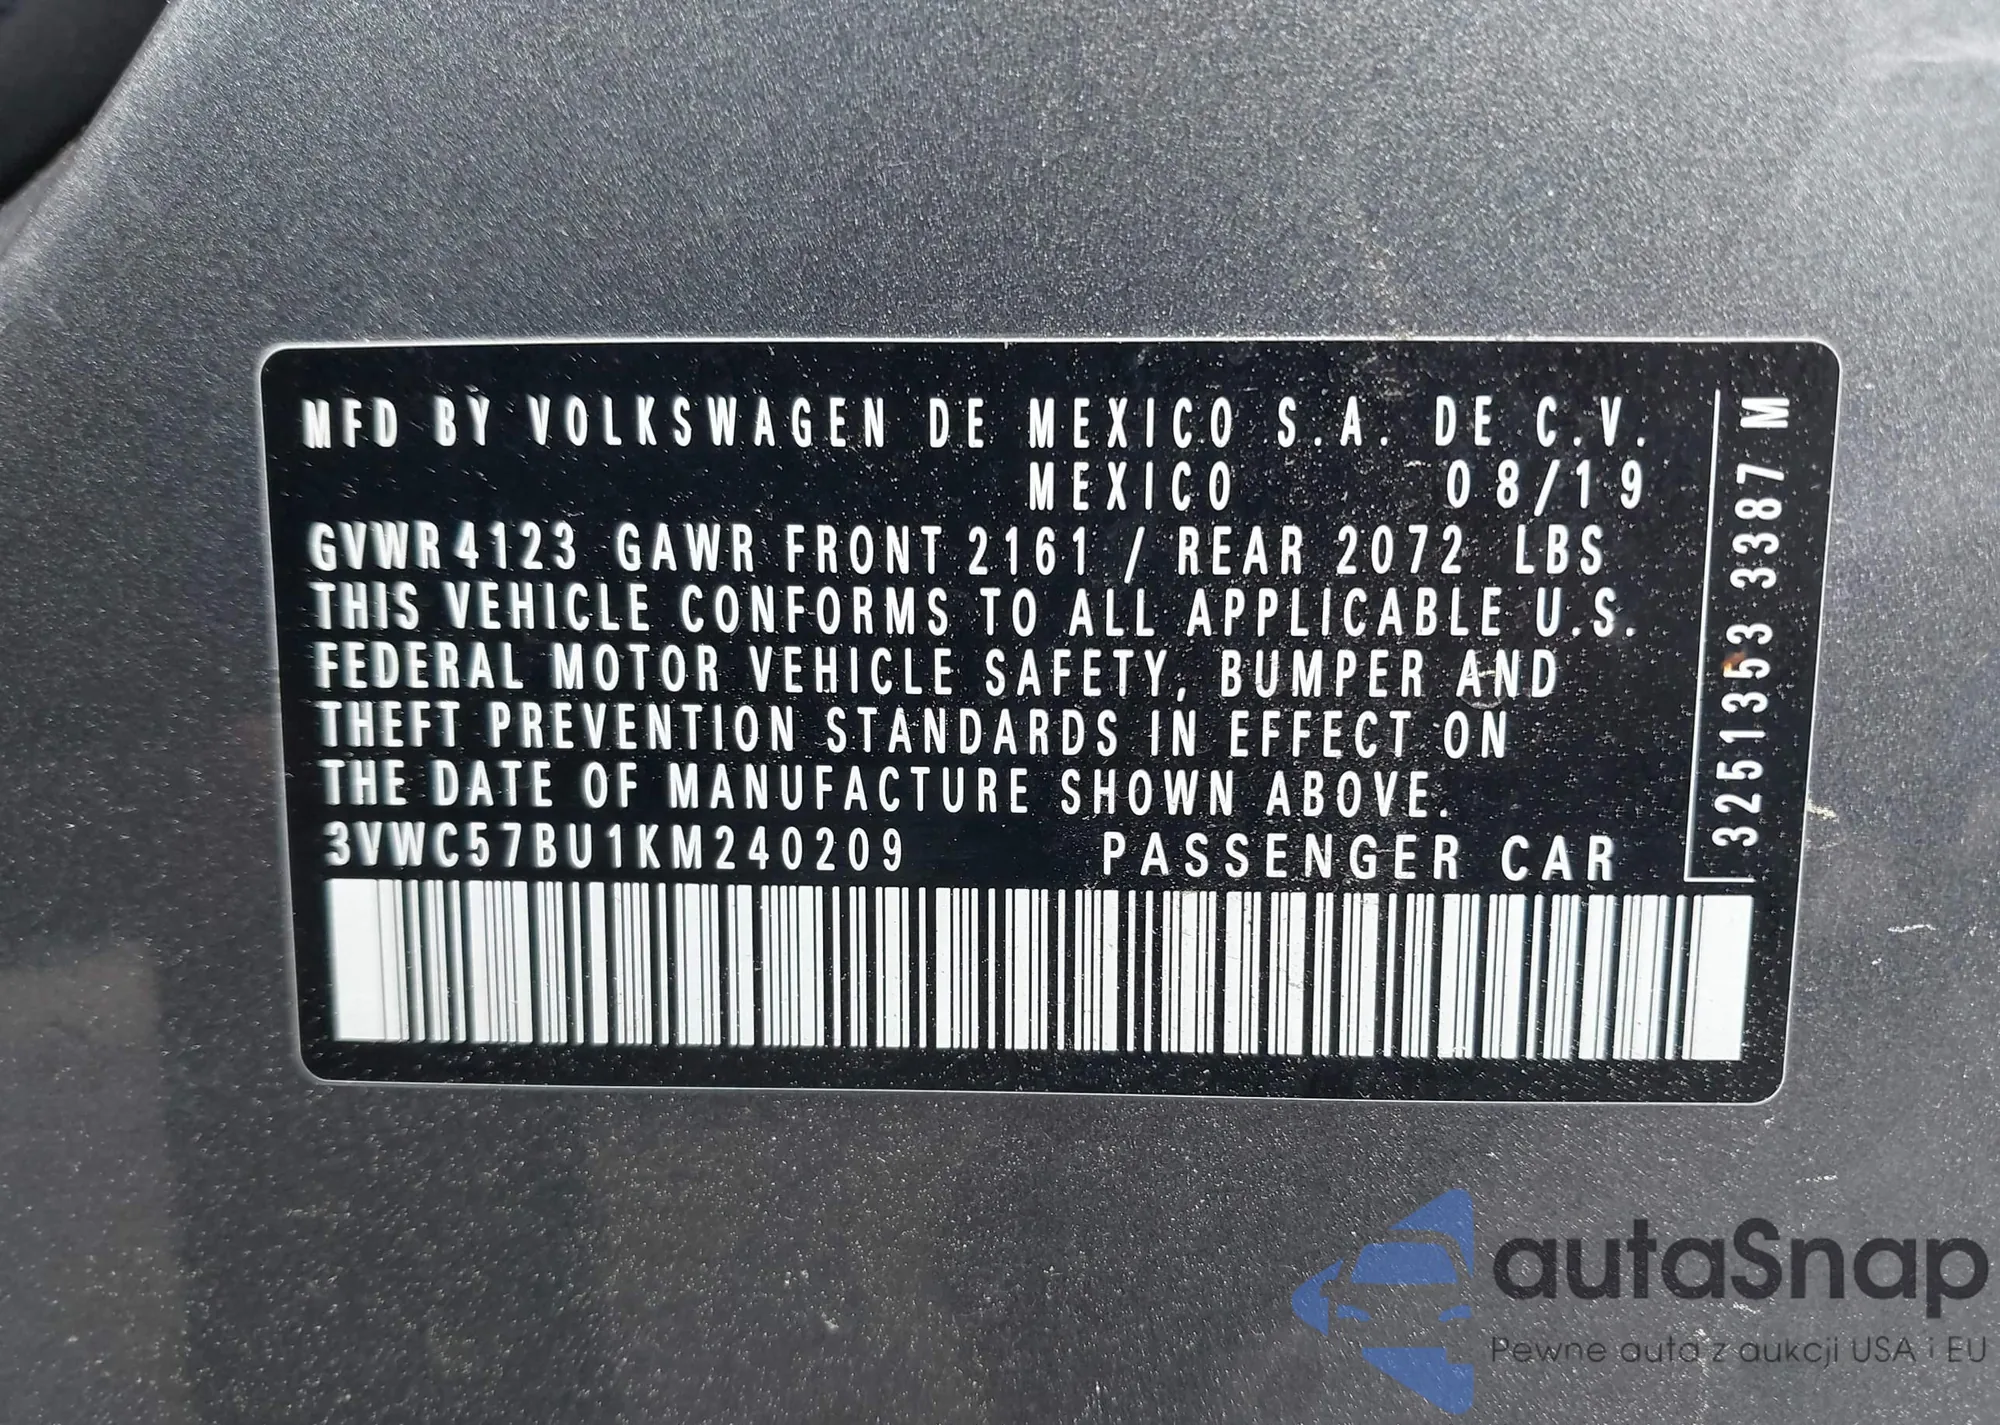 MFD BY VOLKSWAGEN DE MEXICO S.A. DE C.V.
MEXICO 08/19
GVWR 4123 GAWR FRONT 2161 / REAR 2072 LBS
THIS VEHICLE CONFORMS TO ALL APPLICABLE U.S.
FEDERAL MOTOR VEHICLE SAFETY, BUMPER AND
THEFT PREVENTION STANDARDS IN EFFECT ON
THE DATE OF MANUFACTURE SHOWN ABOVE.
3VWC57BU1KM240209 PASSENGER CAR
3251353 3387 M
autaSnap
Pewne auta z aukcji USA i EU